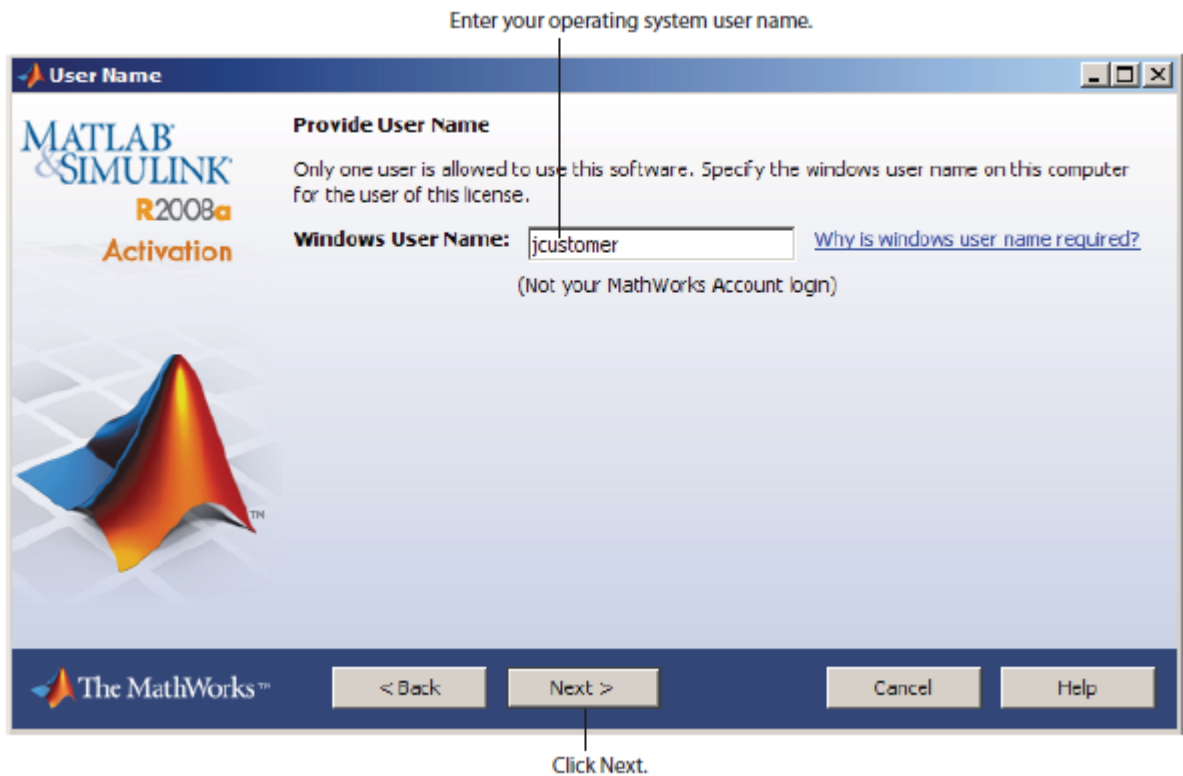 Enter your operating system user name.
User Name
MATLAB®
&SIMULINK®
R2008a
Activation
Provide User Name
Only one user is allowed to use this software. Specify the windows user name on this computer
for the user of this license.
Windows User Name: jcustomer Why is windows user name required?
(Not your MathWorks Account login)
TM
The MathWorks™ < Back Next > Cancel Help
Click Next.